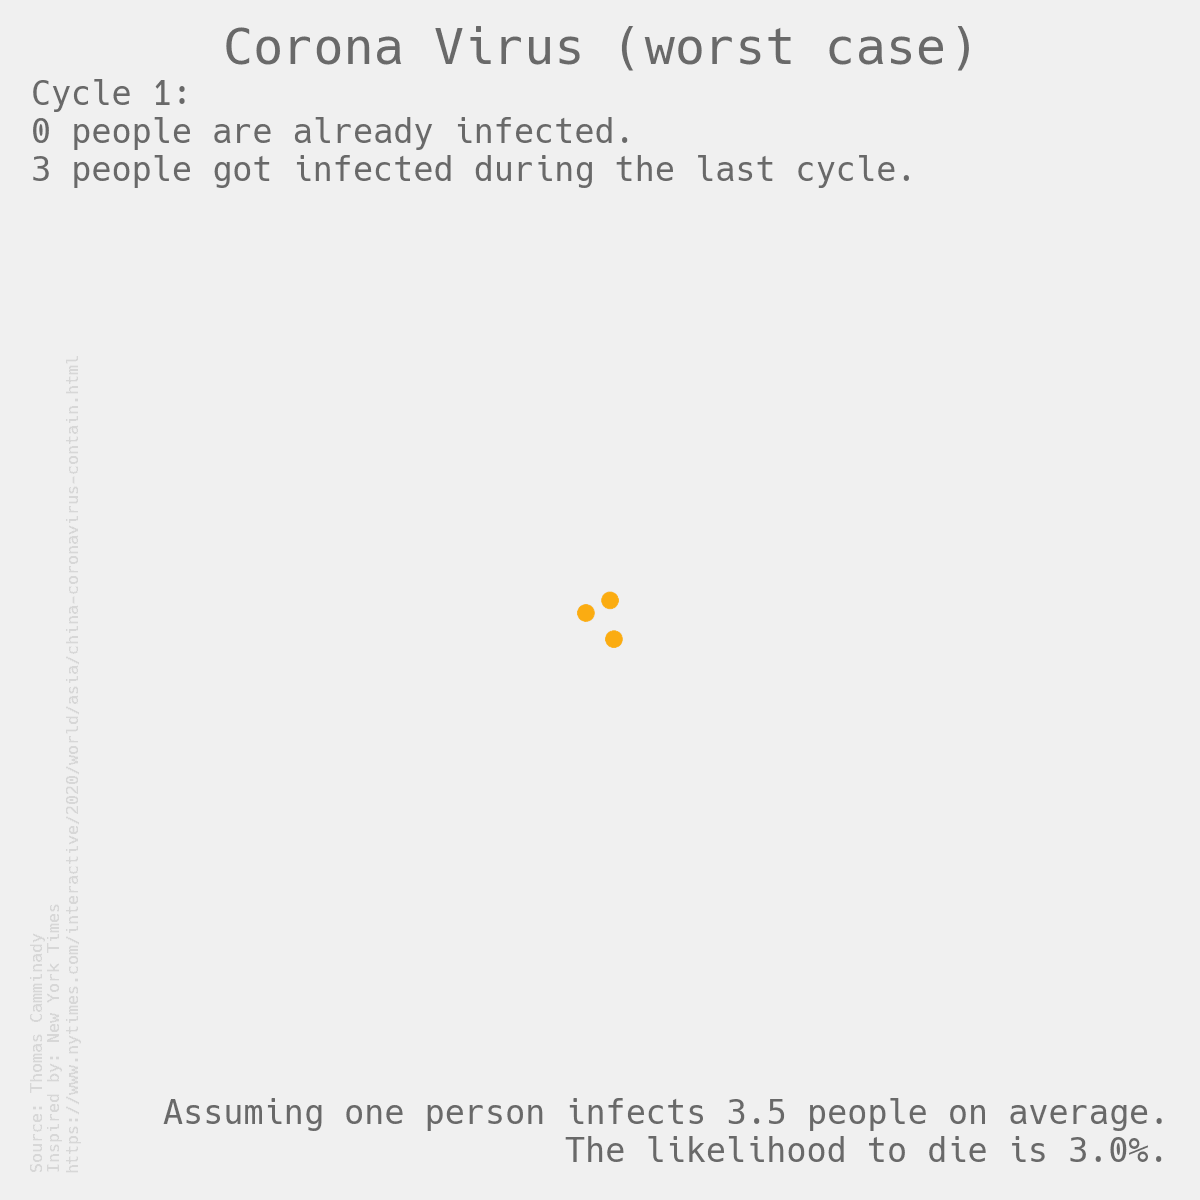 Corona Virus (worst case)
Cycle 1:
0 people are already infected.
3 people got infected during the last cycle.
Source: Thomas Camminady
Inspired by: New York Times
https://www.nytimes.com/interactive/2020/world/asia/china-coronavirus-contain.html
Assuming one person infects 3.5 people on average.
The likelihood to die is 3.0%.